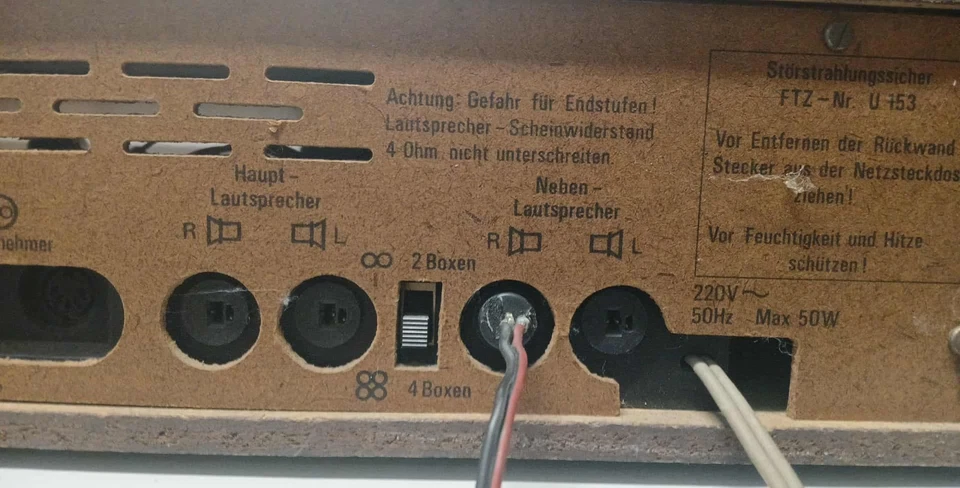 Achtung: Gefahr für Endstufen!
Lautsprecher-Scheinwiderstand
4 Ohm nicht unterschreiten.
Störstrahlungssicher
FTZ-Nr. U 153
Vor Entfernen der Rückwand
Stecker aus der Netzsteckdos
ziehen!
Vor Feuchtigkeit und Hitze
schützen!
nehmer
Haupt-
Lautsprecher
R L
2 Boxen
4 Boxen
Neben-
Lautsprecher
R L
220V~
50Hz Max 50W